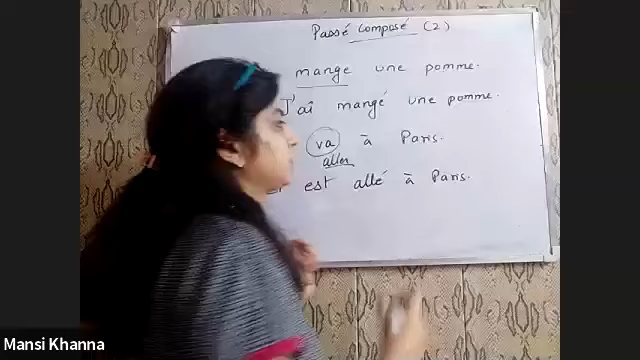 Passé Composé (2)
mange une pomme.
J'ai mangé une pomme.
va à Paris.
aller
est allé à Paris.
Mansi Khanna